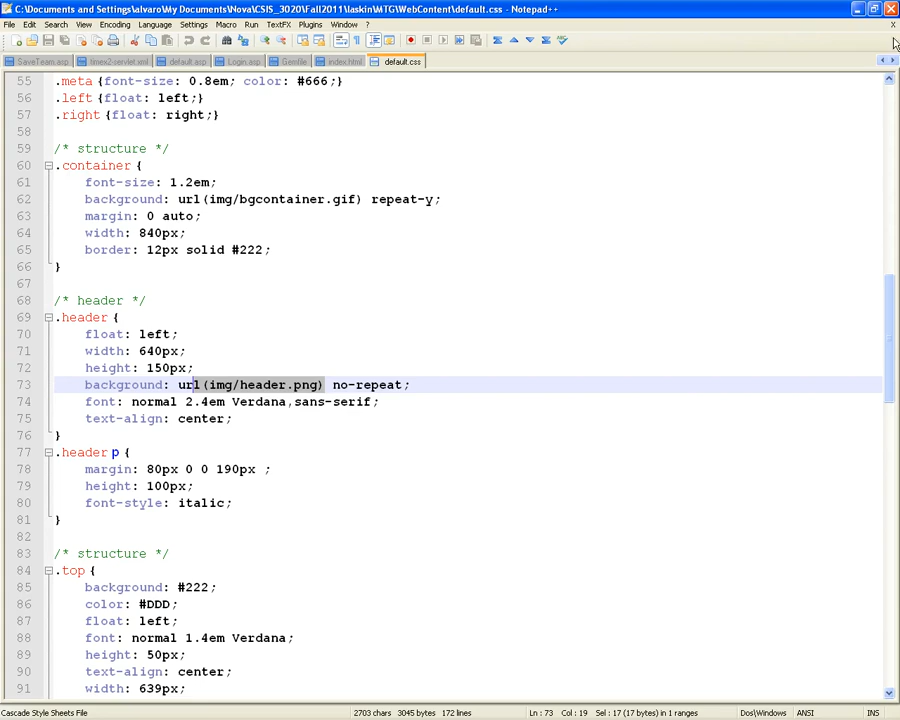 C:\Documents and Settings\alvaro\My Documents\Nova\CSIS_3020\Fall2011\laskin\MTG\WebContent\default.css - Notepad++
File Edit Search View Encoding Language Settings Macro Run TextFX Plugins Window ? X
SaveTeam.asp timex2-servlet.xml default.asp Login.asp Gemfile index.html default.css
55 .meta {font-size: 0.8em; color: #666;}
56 .left {float: left;}
57 .right {float: right;}
58
59 /* structure */
60 .container {
61 font-size: 1.2em;
62 background: url(img/bgcontainer.gif) repeat-y;
63 margin: 0 auto;
64 width: 840px;
65 border: 12px solid #222;
66 }
67
68 /* header */
69 .header {
70 float: left;
71 width: 640px;
72 height: 150px;
73 background: url(img/header.png) no-repeat;
74 font: normal 2.4em Verdana,sans-serif;
75 text-align: center;
76 }
77 .header p {
78 margin: 80px 0 0 190px ;
79 height: 100px;
80 font-style: italic;
81 }
82
83 /* structure */
84 .top {
85 background: #222;
86 color: #DDD;
87 float: left;
88 font: normal 1.4em Verdana;
89 height: 50px;
90 text-align: center;
91 width: 639px;
Cascade Style Sheets File 2703 chars 3045 bytes 172 lines Ln : 73 Col : 19 Sel : 17 (17 bytes) in 1 ranges Dos\Windows ANSI INS